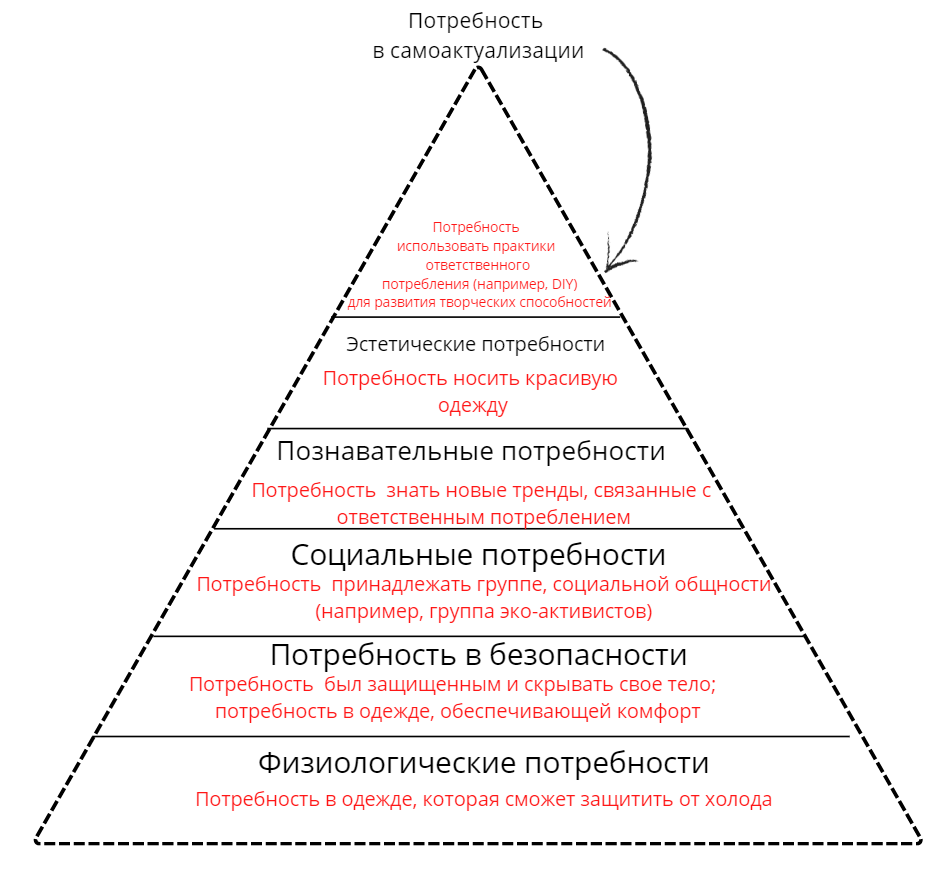 Потребность
в самоактуализации
Потребность
использовать практики
ответственного
потребления (например, DIY)
для развития творческих способностей
Эстетические потребности
Потребность носить красивую
одежду
Познавательные потребности
Потребность  знать новые тренды, связанные с
ответственным потреблением
Социальные потребности
Потребность  принадлежать группе, социальной общности
(например, группа эко-активистов)
Потребность в безопасности
Потребность  был защищенным и скрывать свое тело;
потребность в одежде, обеспечивающей комфорт
Физиологические потребности
Потребность в одежде, которая сможет защитить от холода